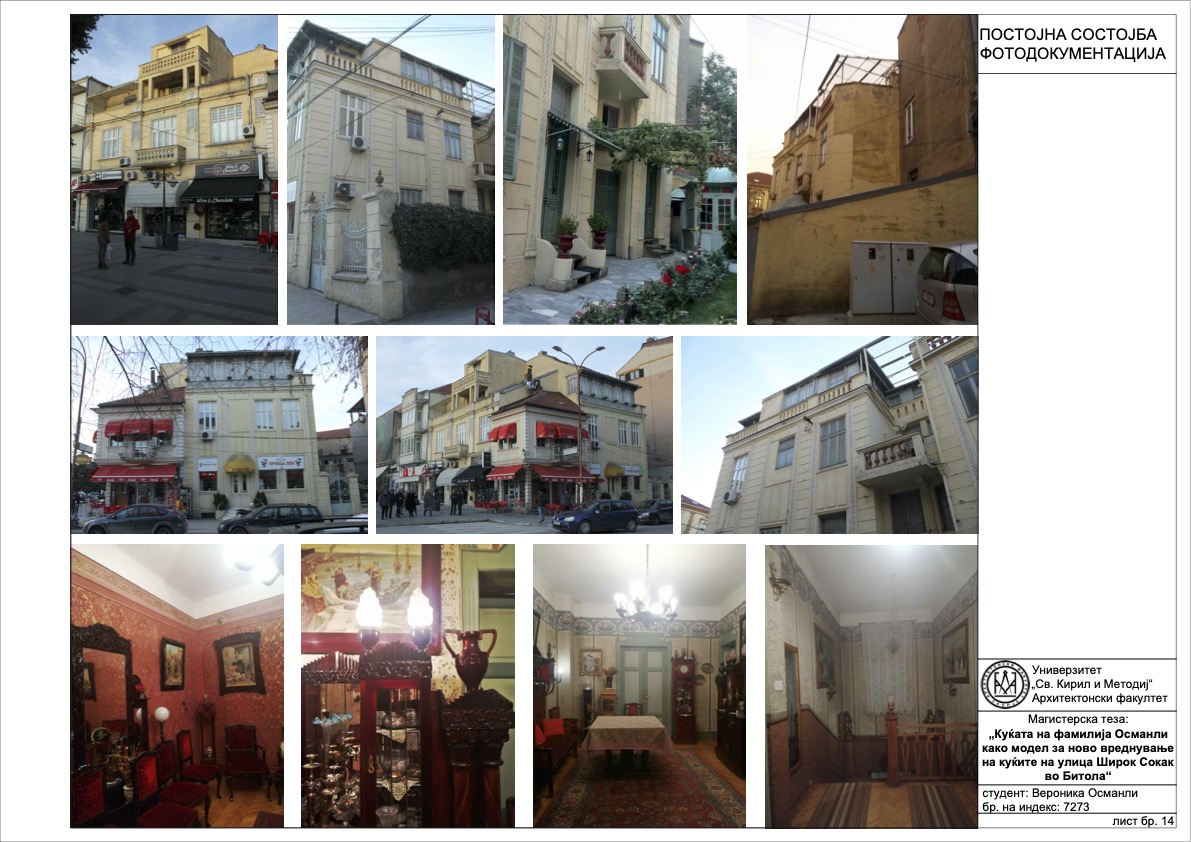 ПОСТОЈНА СОСТОЈБА
ФОТОДОКУМЕНТАЦИЈА
Универзитет
„Св. Кирил и Методиј“
Архитектонски факултет
Магистерска теза:
„Куќата на фамилија Османли
како модел за ново вреднување
на куќите на улица Широк Сокак
во Битола“
студент: Вероника Османли
бр. на индекс: 7273
лист бр. 14